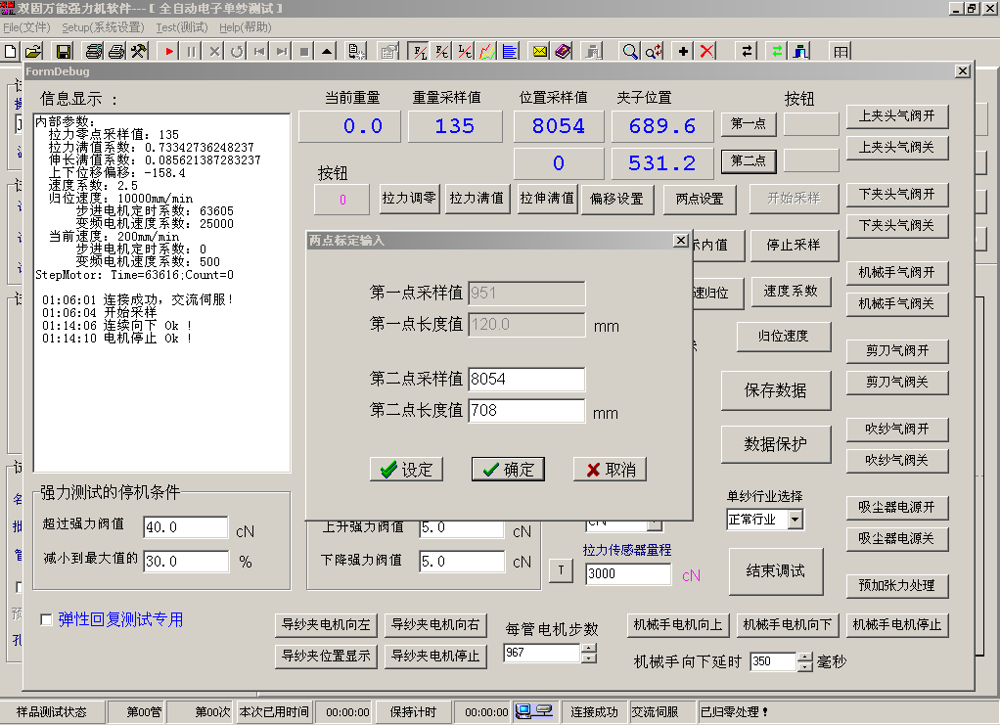 双固万能强力机软件---[ 全自动电子单纱测试 ]
File(文件) Setup(系统设置) Test(测试) Help(帮助)
FormDebug
信息显示 :
内部参数:
拉力零点采样值: 135
拉力满值系数: 0.73342736248237
伸长满值系数: 0.085621387283237
上下位移偏移: -158.4
速度系数: 2.5
归位速度: 10000mm/min
步进电机定时系数: 63605
变频电机速度系数: 25000
当前速度: 200mm/min
步进电机定时系数: 0
变频电机速度系数: 500
StepMotor: Time=63616;Count=0
01:06:01 连接成功，交流伺服!
01:06:04 开始采样
01:14:06 连续向下 Ok !
01:14:10 电机停止 Ok !
当前重量 重量采样值 位置采样值 夹子位置 按钮
0.0 135 8054 689.6 第一点
0 531.2 第二点
按钮
0 拉力调零 拉力满值 拉伸满值 偏移设置 两点设置 开始采样
示内值 停止采样
速归位 速度系数
归位速度
保存数据
数据保护
上夹头气阀开
上夹头气阀关
下夹头气阀开
下夹头气阀关
机械手气阀开
机械手气阀关
剪刀气阀开
剪刀气阀关
吹纱气阀开
吹纱气阀关
吸尘器电源开
吸尘器电源关
预加张力处理
两点标定输入
第一点采样值 951
第一点长度值 120.0 mm
第二点采样值 8054
第二点长度值 708 mm
设定 确定 取消
强力测试的停机条件
超过强力阀值 40.0 cN
减小到最大值的 30.0 %
上升强力阀值 5.0 cN
下降强力阀值 5.0 cN
T
cN
拉力传感器量程
3000 cN
单纱行业选择
正常行业
结束调试
弹性回复测试专用
导纱夹电机向左 导纱夹电机向右
导纱夹位置显示 导纱夹电机停止
每管电机步数
967
机械手电机向上 机械手电机向下 机械手电机停止
机械手向下延时 350 毫秒
样品测试状态 第00管 第00次 本次已用时间 00:00:00 保持计时 00:00:00 连接成功 交流伺服 已归零处理!